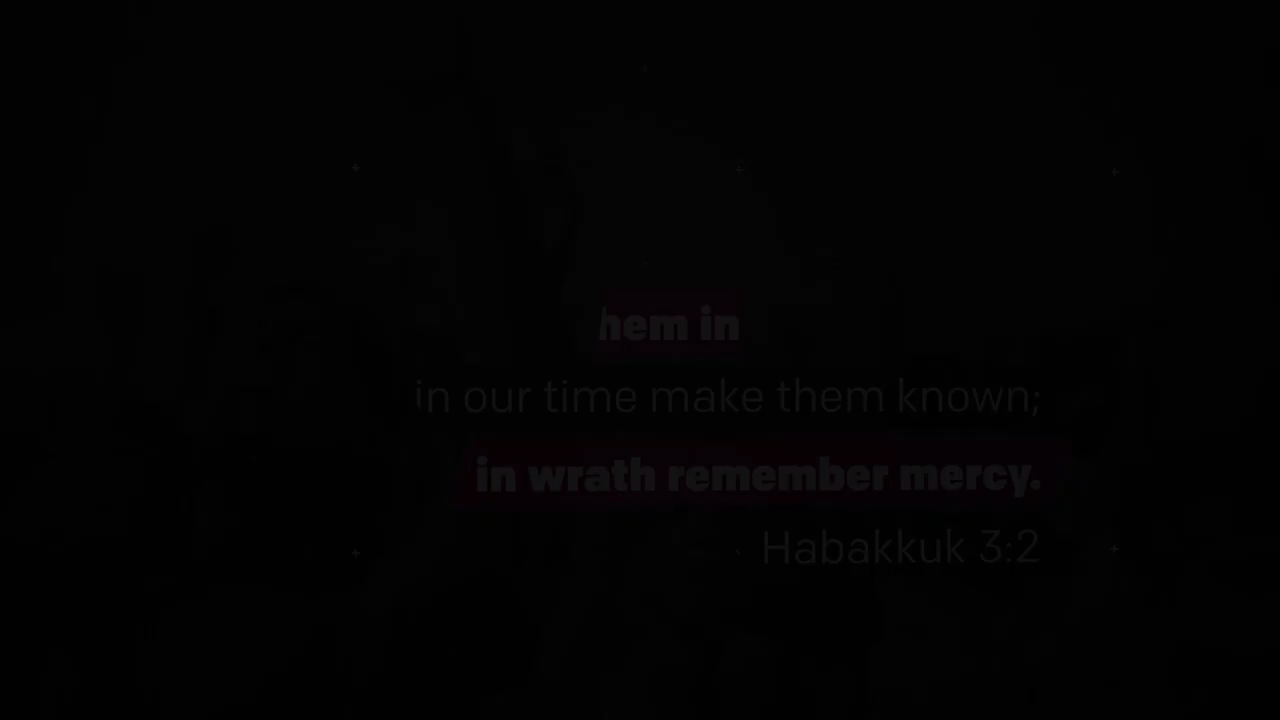 hem in
in our time make them known;
in wrath remember mercy.
Habakkuk 3:2